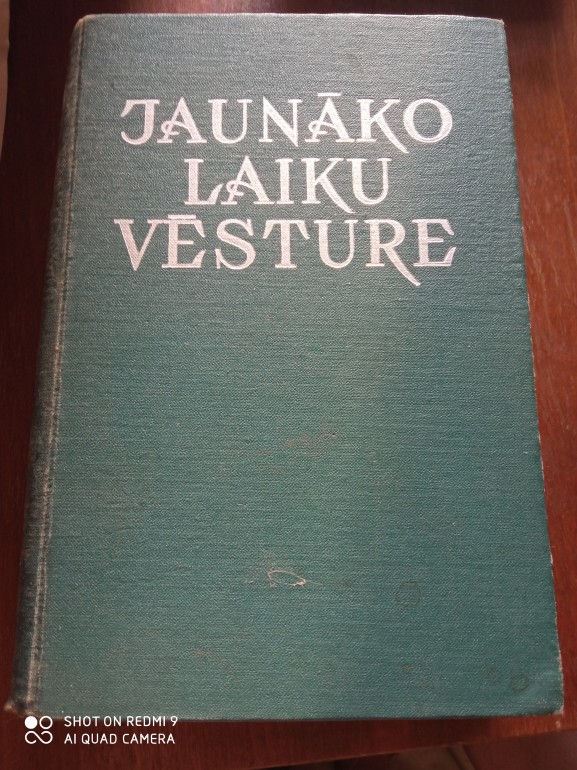 JAUNĀKO
LAIKU
VĒSTURE
SHOT ON REDMI 9
AI QUAD CAMERA